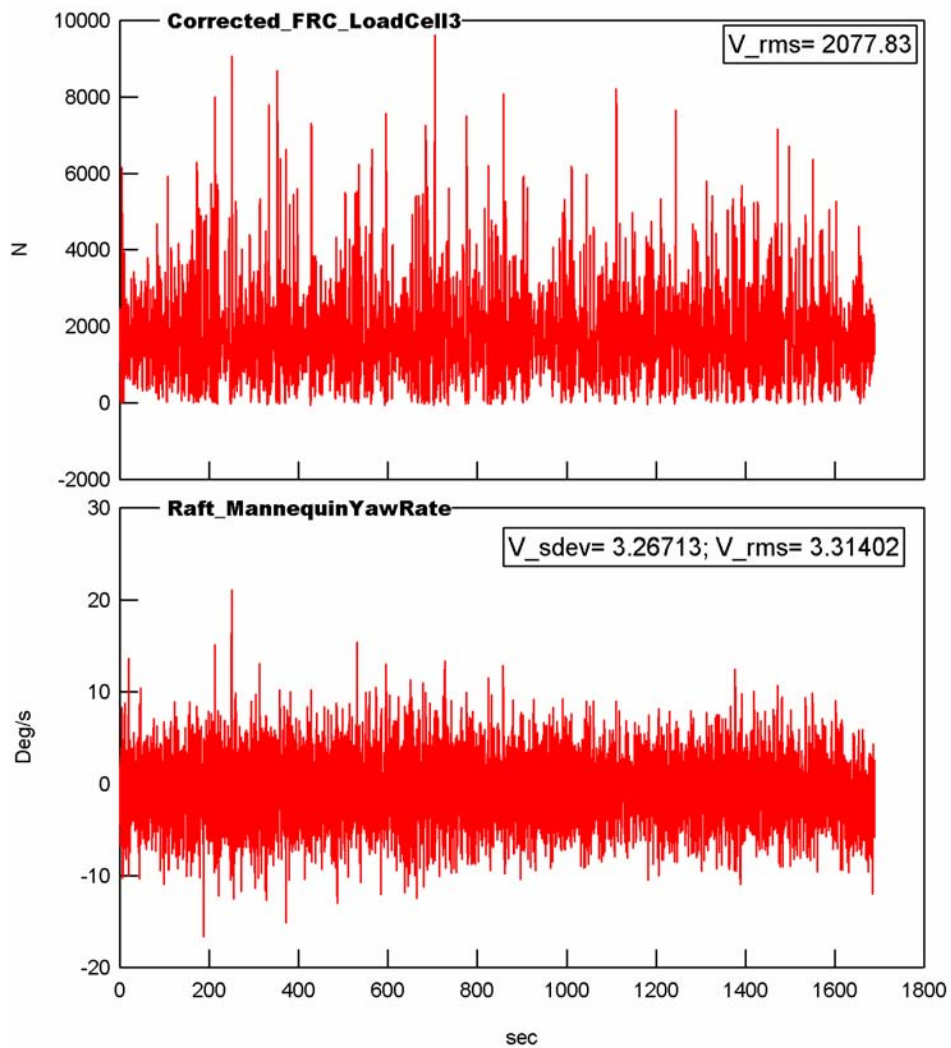 Corrected_FRC_LoadCell3
V_rms= 2077.83
10000
8000
6000
4000
2000
0
-2000
N
Raft_MannequinYawRate
V_sdev= 3.26713; V_rms= 3.31402
30
20
10
0
-10
-20
Deg/s
0 200 400 600 800 1000 1200 1400 1600 1800
sec